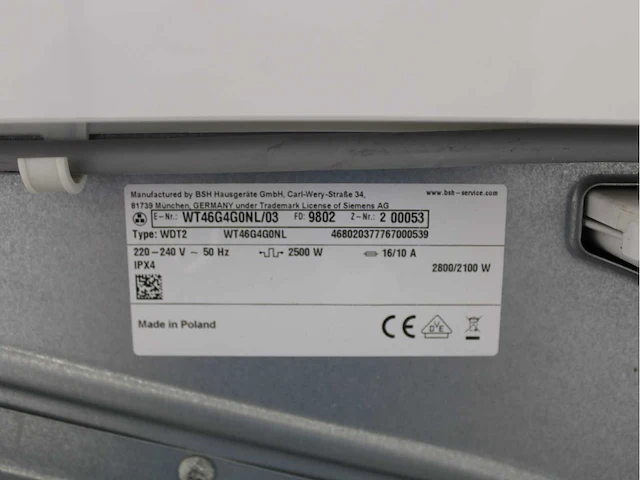 Manufactured by BSH Hausgeräte GmbH, Carl-Wery-Straße 34, www.bsh-service.com
81739 München, GERMANY under Trademark License of Siemens AG
E-Nr.: WT46G4G0NL/03 FD: 9802 Z-Nr.: 2 00053
Type: WDT2 WT46G4G0NL 468020377767000539
220-240 V ~ 50 Hz 2500 W 16/10 A
IPX4 2800/2100 W
Made in Poland CE VDE